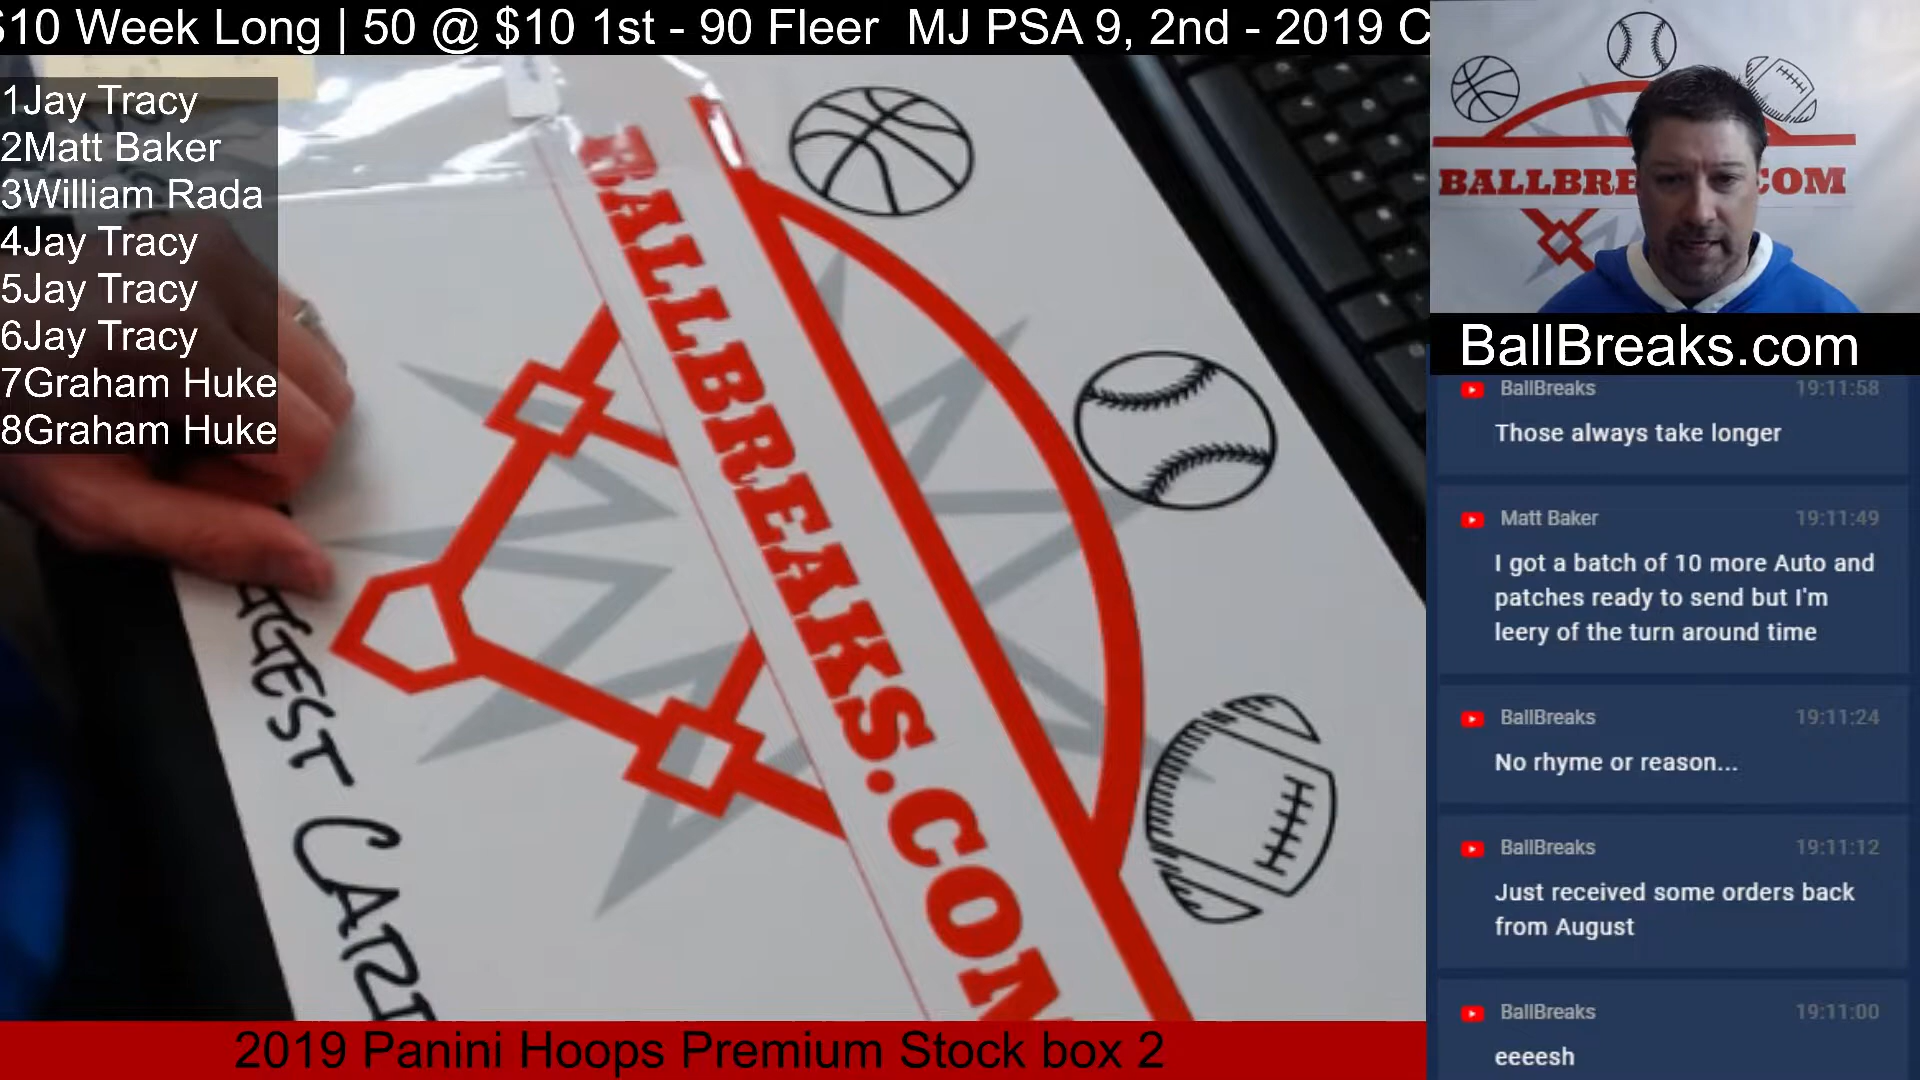 $10 Week Long | 50 @ $10 1st - 90 Fleer MJ PSA 9, 2nd - 2019 C
1Jay Tracy
2Matt Baker
3William Rada
4Jay Tracy
5Jay Tracy
6Jay Tracy
7Graham Huke
8Graham Huke
BALLBREAKS.COM
BALLBRE COM
BallBreaks.com
BallBreaks 19:11:58
Those always take longer
Matt Baker 19:11:49
I got a batch of 10 more Auto and
patches ready to send but I'm
leery of the turn around time
BallBreaks 19:11:24
No rhyme or reason...
BallBreaks 19:11:12
Just received some orders back
from August
BallBreaks 19:11:00
eeeesh
2019 Panini Hoops Premium Stock box 2